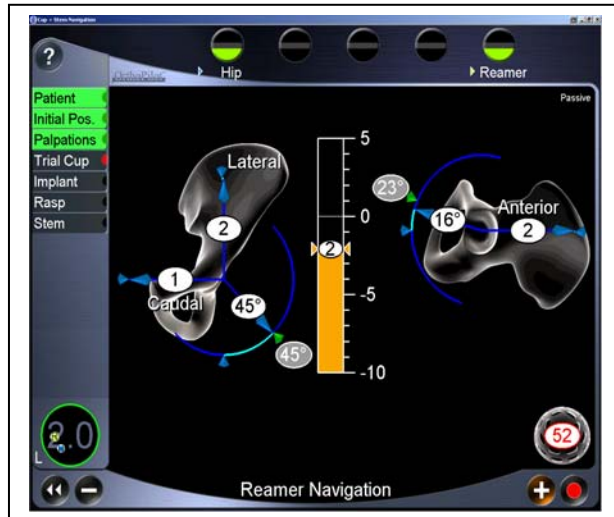 Cup + Stem Navigation
?
Hip
Reamer
OrthoPilot
Patient
Initial Pos.
Palpations
Trial Cup
Implant
Rasp
Stem
Passive
Lateral
2
1
Caudal
45°
45°
5
0
2
-5
-10
23°
16°
Anterior
2
2.0
L
52
Reamer Navigation